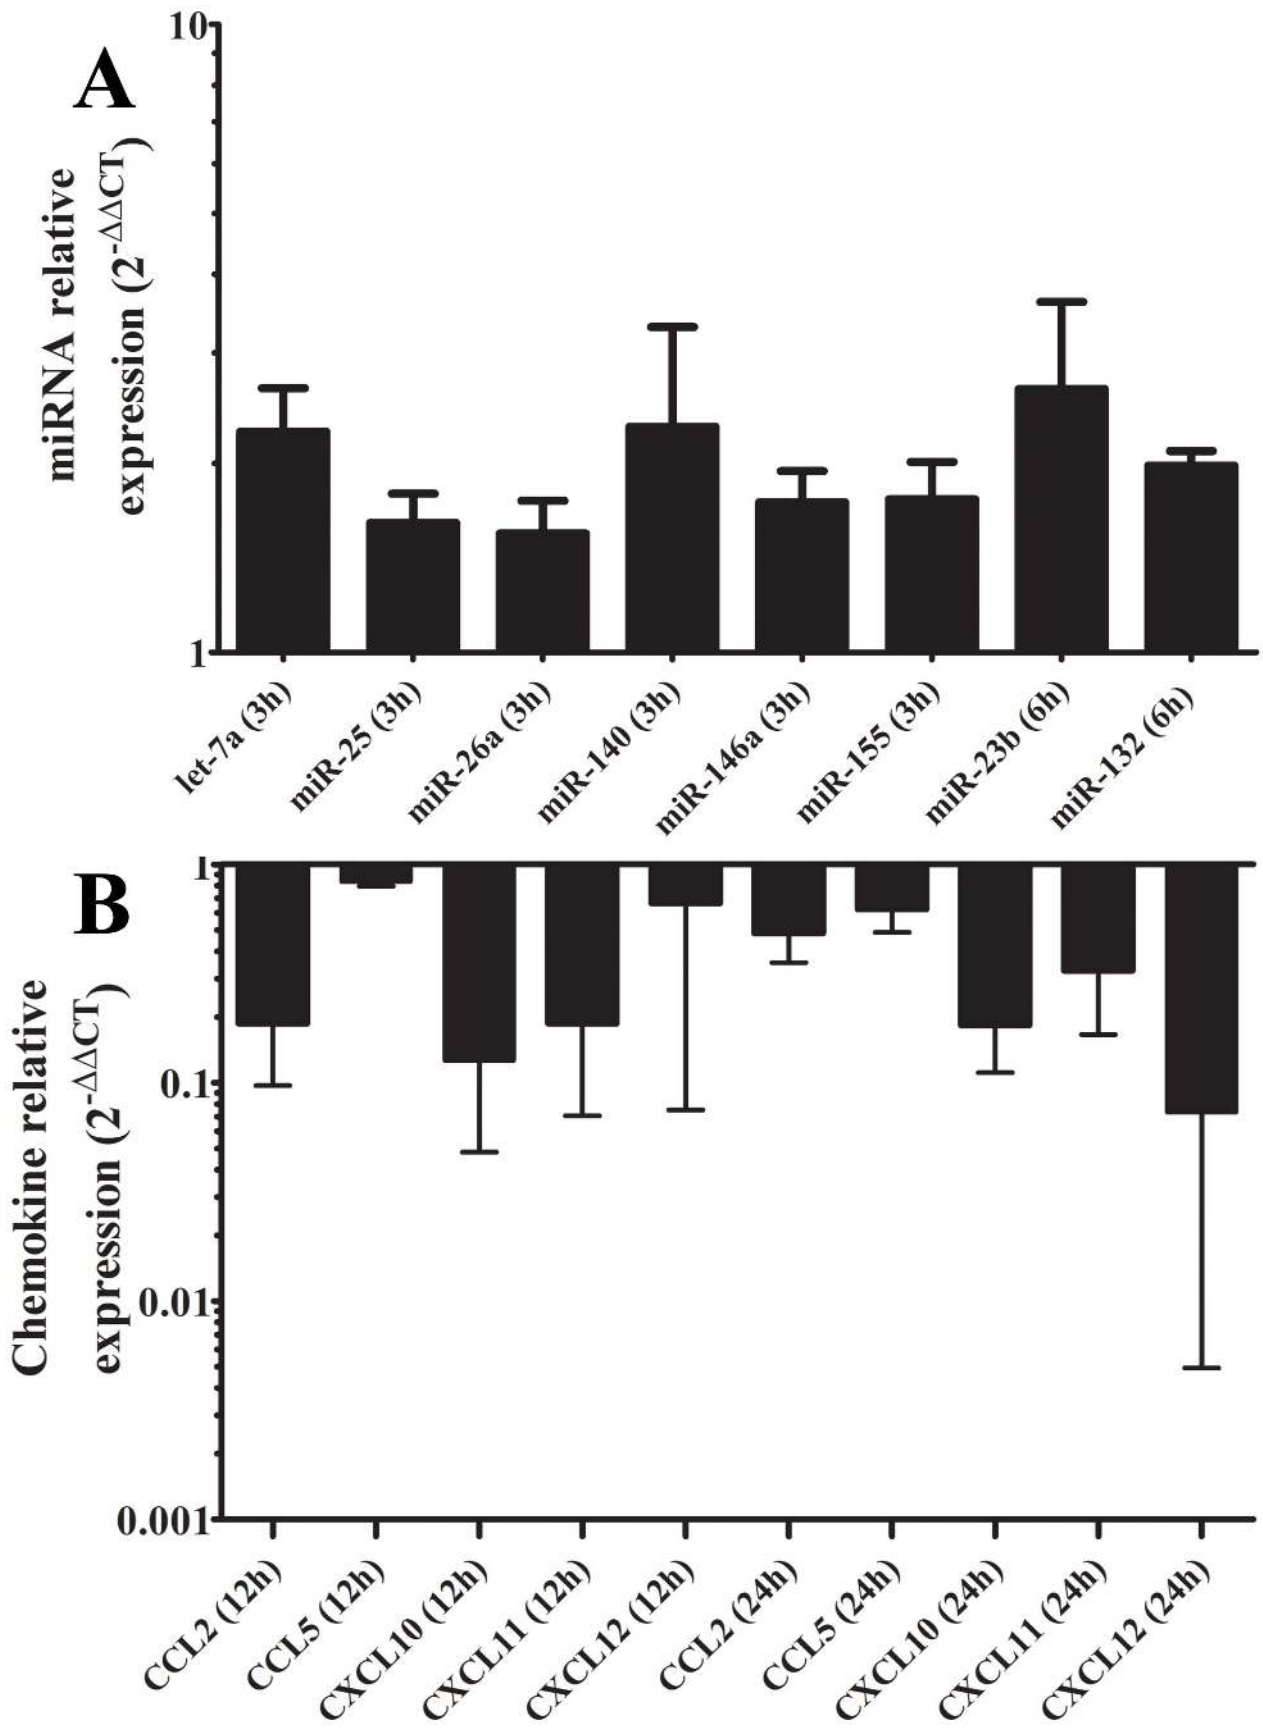 A
miRNA relative
expression (2-ΔΔCT)
10
1
let-7a (3h)
miR-25 (3h)
miR-26a (3h)
miR-140 (3h)
miR-146a (3h)
miR-155 (3h)
miR-23b (6h)
miR-132 (6h)
B
Chemokine relative
expression (2-ΔΔCT)
1
0.1
0.01
0.001
CCL2 (12h)
CCL5 (12h)
CXCL10 (12h)
CXCL11 (12h)
CXCL12 (12h)
CCL2 (24h)
CCL5 (24h)
CXCL10 (24h)
CXCL11 (24h)
CXCL12 (24h)